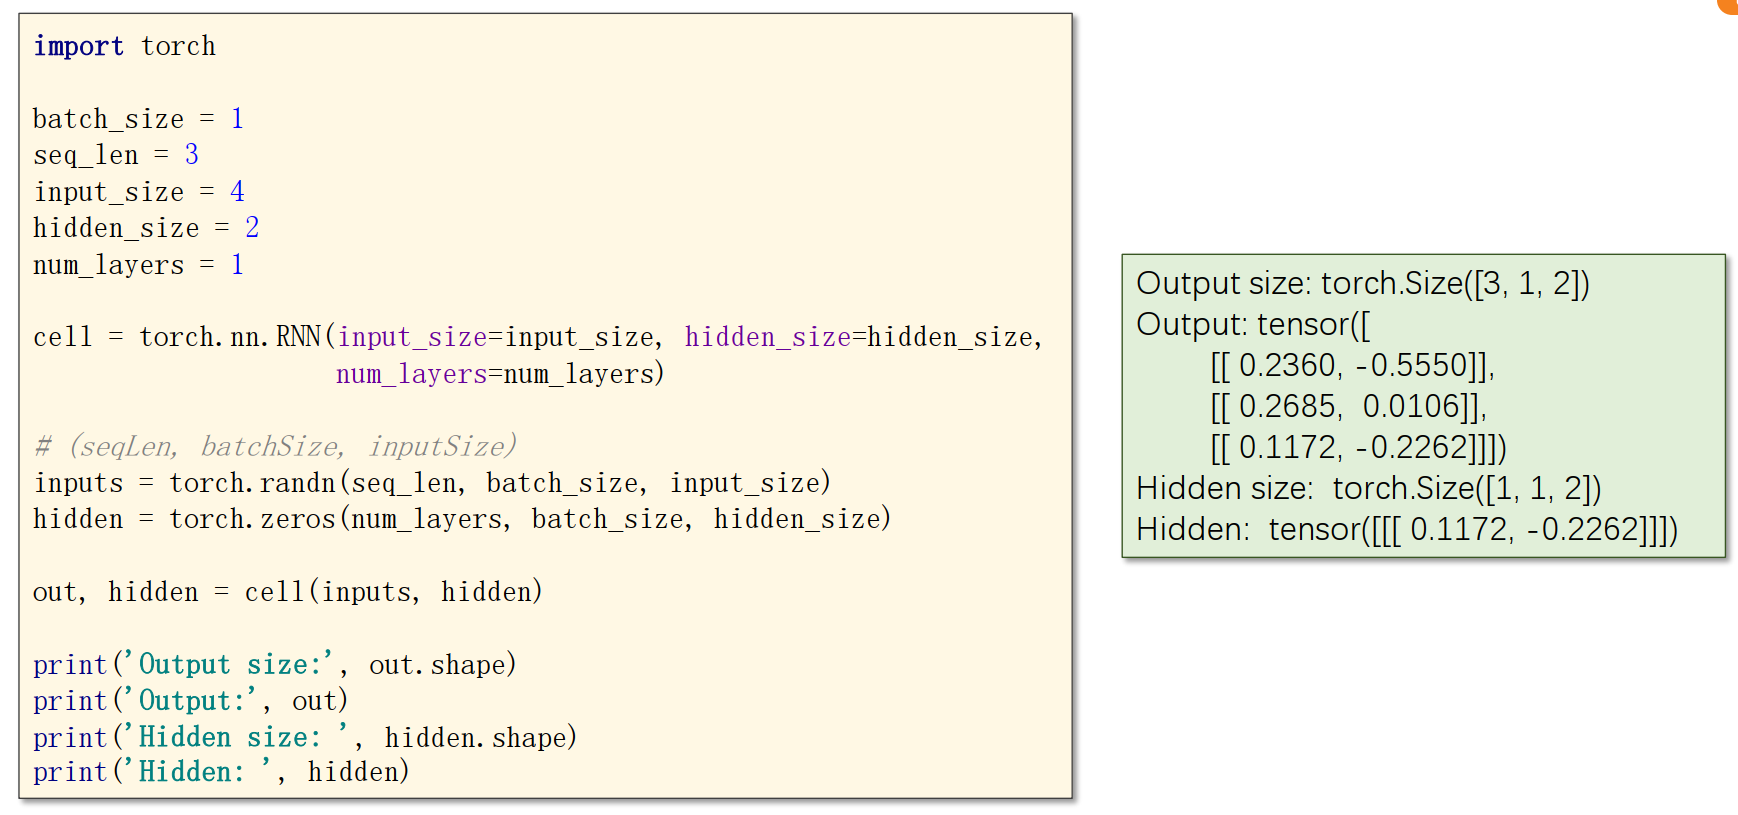 import torch
batch_size = 1
seq_len = 3
input_size = 4
hidden_size = 2
num_layers = 1
cell = torch.nn.RNN(input_size=input_size, hidden_size=hidden_size,
num_layers=num_layers)
# (seqLen, batchSize, inputSize)
inputs = torch.randn(seq_len, batch_size, input_size)
hidden = torch.zeros(num_layers, batch_size, hidden_size)
out, hidden = cell(inputs, hidden)
print('Output size:', out.shape)
print('Output:', out)
print('Hidden size: ', hidden.shape)
print('Hidden: ', hidden)
Output size: torch.Size([3, 1, 2])
Output: tensor([
[[ 0.2360, -0.5550]],
[[ 0.2685,  0.0106]],
[[ 0.1172, -0.2262]]])
Hidden size:  torch.Size([1, 1, 2])
Hidden:  tensor([[[ 0.1172, -0.2262]]])